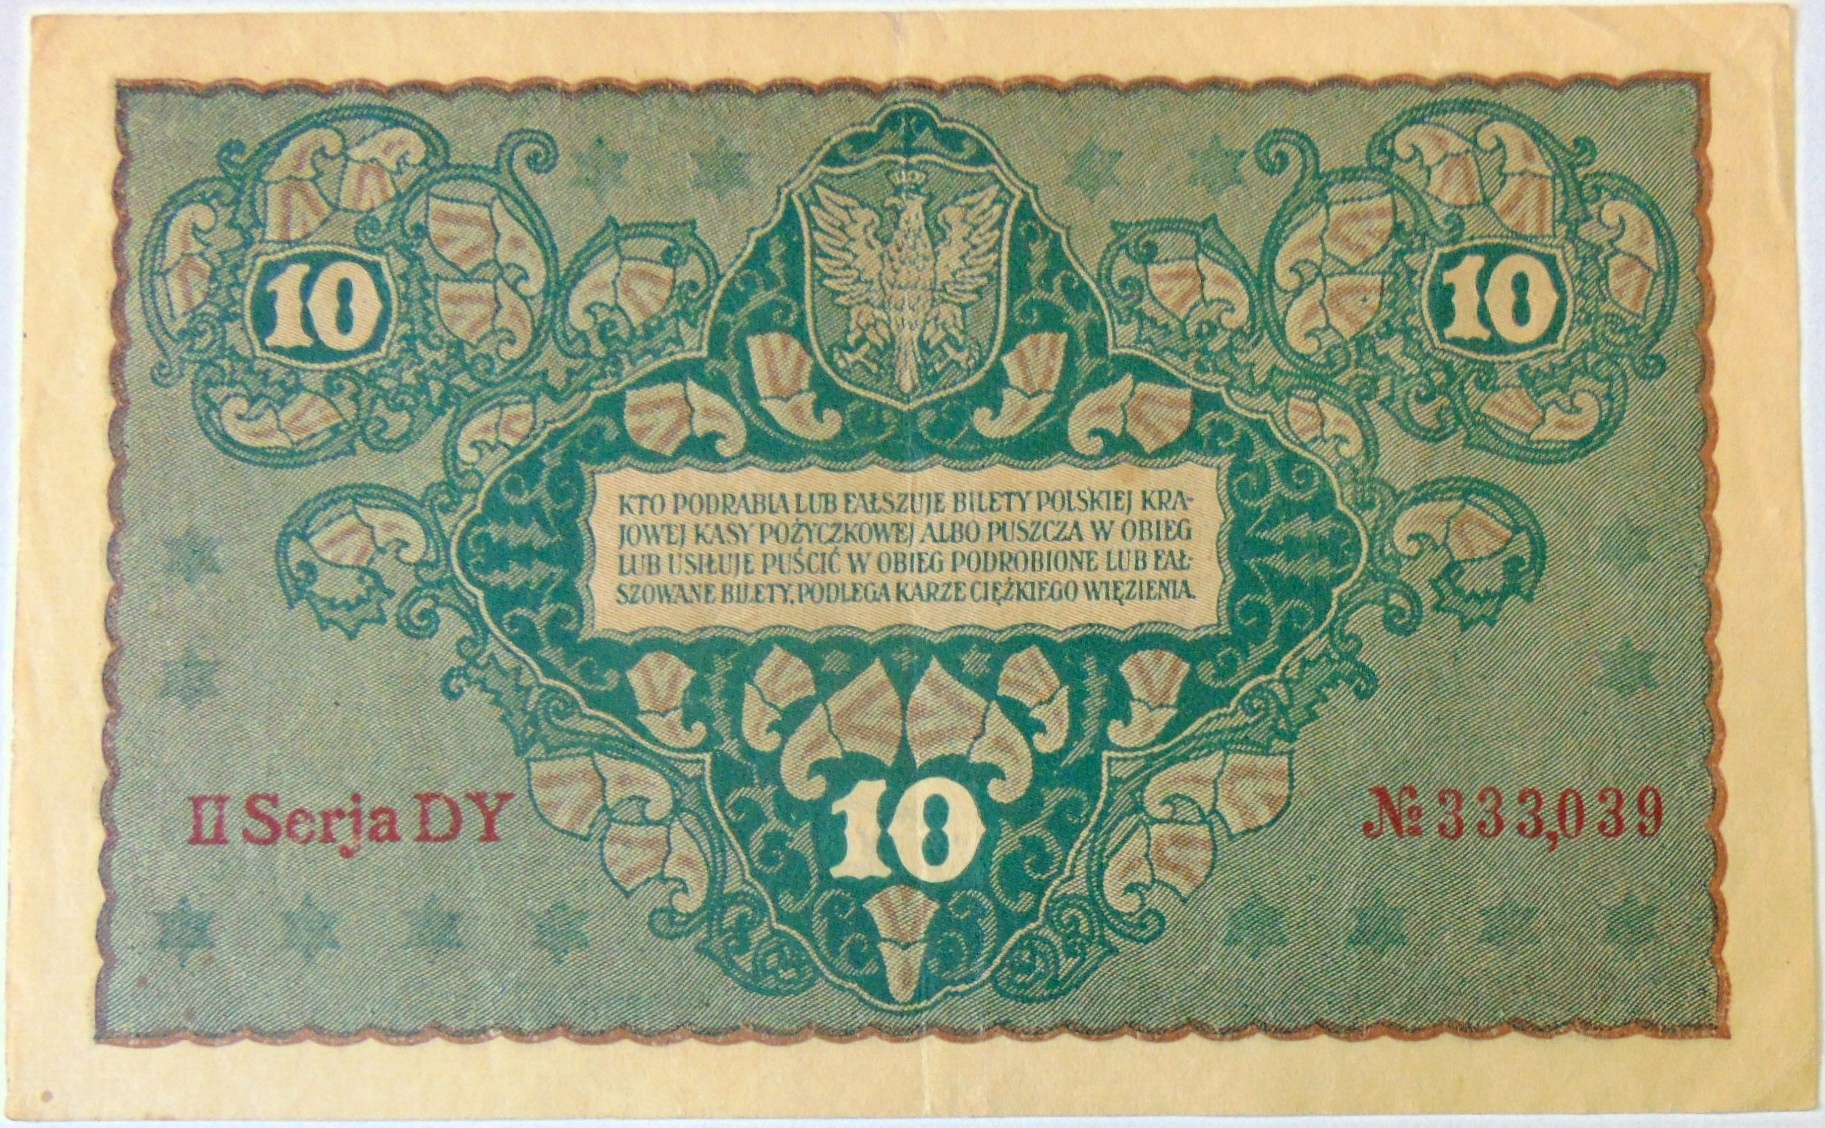 10
10
KTO PODRABIA LUB FAŁSZUJE BILETY POLSKIEJ KRA-
JOWEJ KASY POŻYCZKOWEJ ALBO PUSZCZA W OBIEG
LUB USIŁUJE PUŚCIĆ W OBIEG PODROBIONE LUB FAŁ-
SZOWANE BILETY, PODLEGA KARZE CIĘŻKIEGO WIĘZIENIA.
II Serja DY
10
№ 333,039